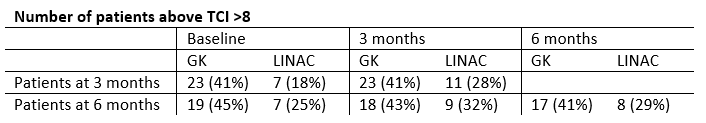 Number of patients above TCI >8
Baseline 3 months 6 months
GK LINAC GK LINAC GK LINAC
Patients at 3 months 23 (41%) 7 (18%) 23 (41%) 11 (28%)
Patients at 6 months 19 (45%) 7 (25%) 18 (43%) 9 (32%) 17 (41%) 8 (29%)